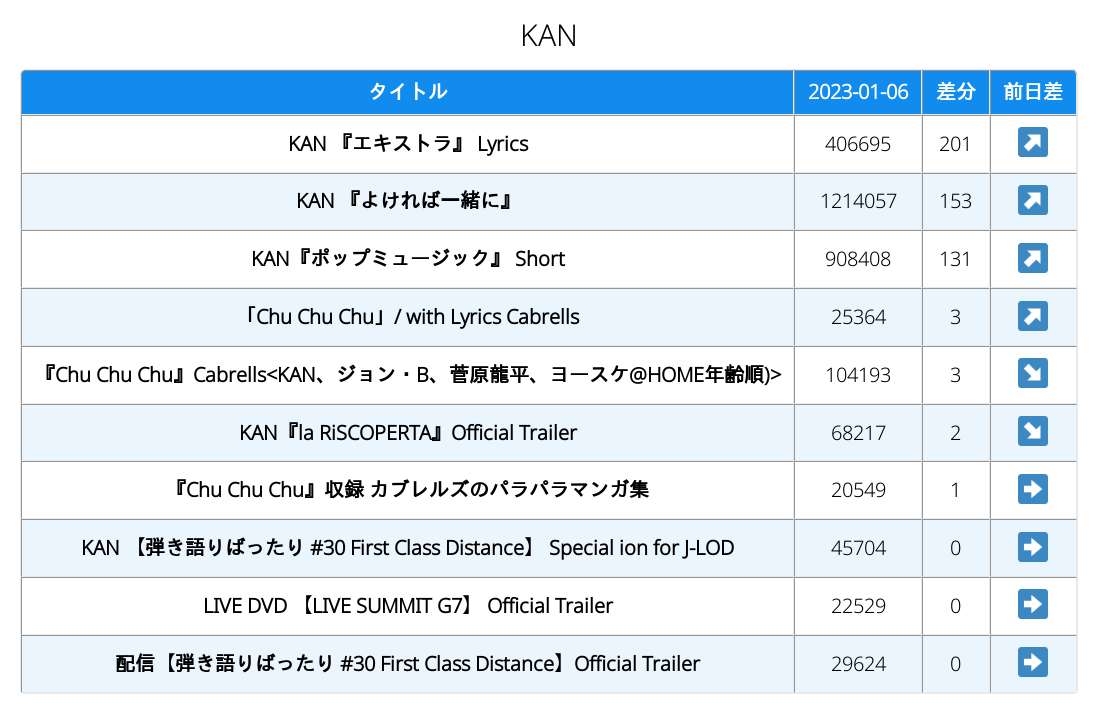 KAN
タイトル 2023-01-06 差分 前日差
KAN 『エキストラ』 Lyrics 406695 201 ↗
KAN 『よければ一緒に』 1214057 153 ↗
KAN『ポップミュージック』 Short 908408 131 ↗
「Chu Chu Chu」/ with Lyrics Cabrells 25364 3 ↗
『Chu Chu Chu』Cabrells<KAN、ジョン・B、菅原龍平、ヨースケ@HOME年齢順)> 104193 3 ↘
KAN『la RiSCOPERTA』Official Trailer 68217 2 ↘
『Chu Chu Chu』収録 カブレルズのパラパラマンガ集 20549 1 ➡
KAN 【弾き語りばったり #30 First Class Distance】 Special ion for J-LOD 45704 0 ➡
LIVE DVD 【LIVE SUMMIT G7】 Official Trailer 22529 0 ➡
配信【弾き語りばったり #30 First Class Distance】Official Trailer 29624 0 ➡